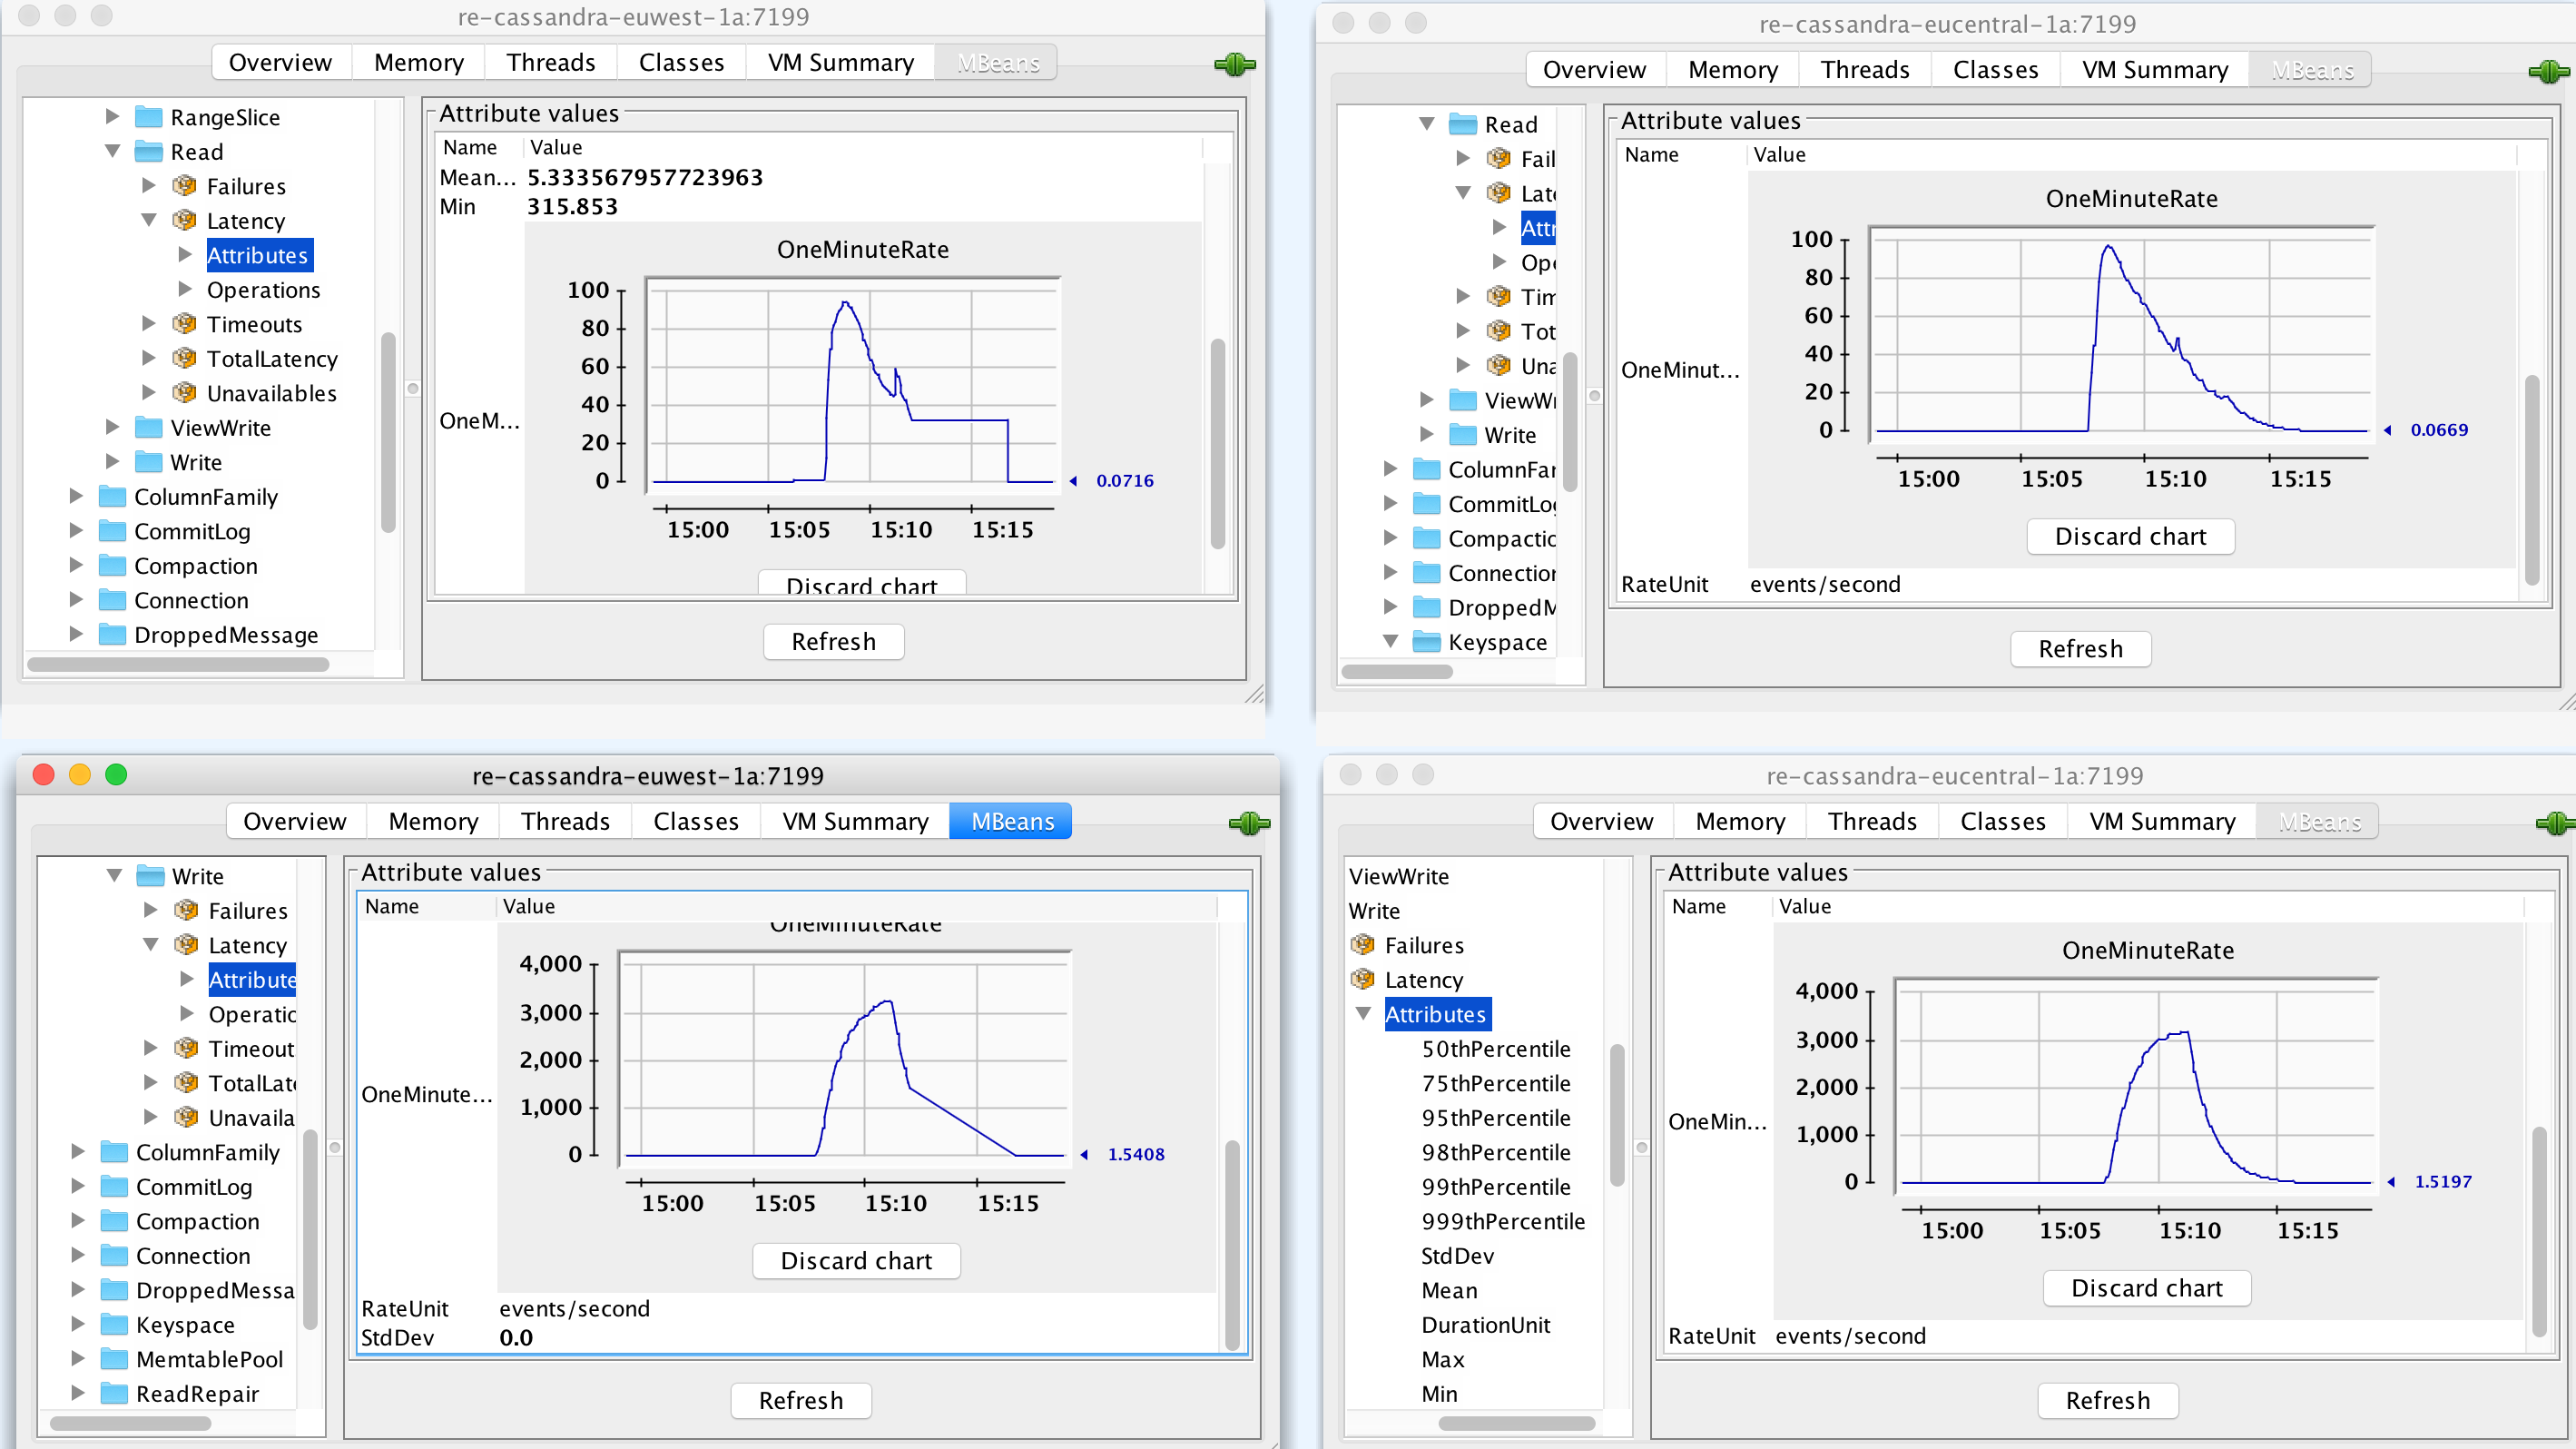 re-cassandra-euwest-1a:7199
Overview Memory Threads Classes VM Summary MBeans
RangeSlice
Read
Failures
Latency
Attributes
Operations
Timeouts
TotalLatency
Unavailables
ViewWrite
Write
ColumnFamily
CommitLog
Compaction
Connection
DroppedMessage
Attribute values
Name Value
Mean... 5.333567957723963
Min 315.853
OneM...
OneMinuteRate
100
80
60
40
20
0
0.0716
15:00 15:05 15:10 15:15
Discard chart
Refresh
re-cassandra-eucentral-1a:7199
Overview Memory Threads Classes VM Summary MBeans
Read
Fail
Late
Attr
Ope
Tim
Tot
Una
ViewWr
Write
ColumnFar
CommitLog
Compactic
Connection
DroppedM
Keyspace
Attribute values
Name Value
OneMinut...
OneMinuteRate
100
80
60
40
20
0
0.0669
15:00 15:05 15:10 15:15
Discard chart
RateUnit events/second
Refresh
re-cassandra-euwest-1a:7199
Overview Memory Threads Classes VM Summary MBeans
Write
Failures
Latency
Attribute
Operatic
Timeout
TotalLate
Unavaila
ColumnFamily
CommitLog
Compaction
Connection
DroppedMessa
Keyspace
MemtablePool
ReadRepair
Attribute values
Name Value
OneMinute...
OneMinuteRate
4,000
3,000
2,000
1,000
0
1.5408
15:00 15:05 15:10 15:15
Discard chart
RateUnit events/second
StdDev 0.0
Refresh
re-cassandra-eucentral-1a:7199
Overview Memory Threads Classes VM Summary MBeans
ViewWrite
Write
Failures
Latency
Attributes
50thPercentile
75thPercentile
95thPercentile
98thPercentile
99thPercentile
999thPercentile
StdDev
Mean
DurationUnit
Max
Min
Attribute values
Name Value
OneMin...
OneMinuteRate
4,000
3,000
2,000
1,000
0
1.5197
15:00 15:05 15:10 15:15
Discard chart
RateUnit events/second
Refresh